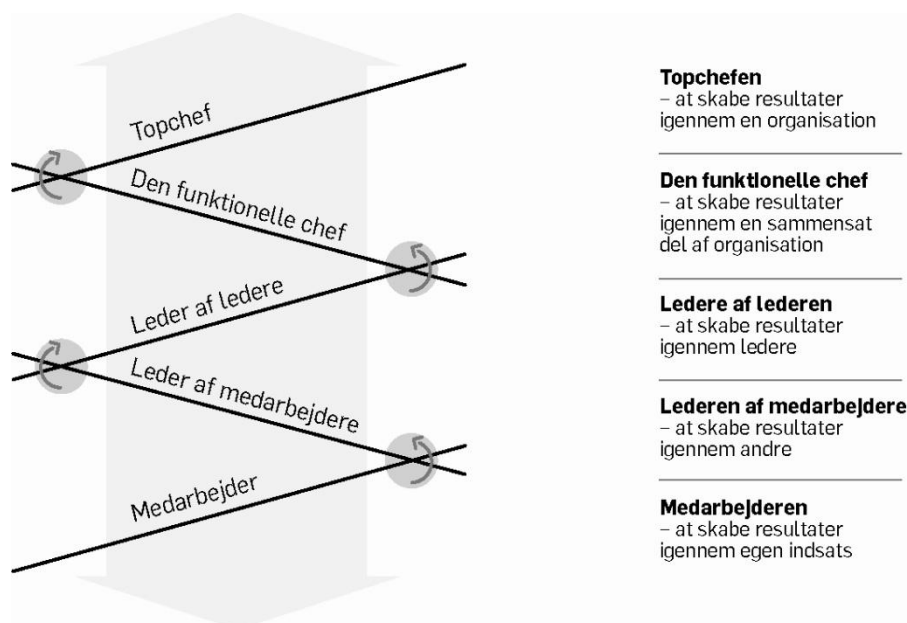 Topchef
Den funktionelle chef
Leder af ledere
Leder af medarbejdere
Medarbejder
Topchefen
– at skabe resultater
igennem en organisation
Den funktionelle chef
– at skabe resultater
igennem en sammensat
del af organisation
Ledere af lederen
– at skabe resultater
igennem ledere
Lederen af medarbejdere
– at skabe resultater
igennem andre
Medarbejderen
– at skabe resultater
igennem egen indsats